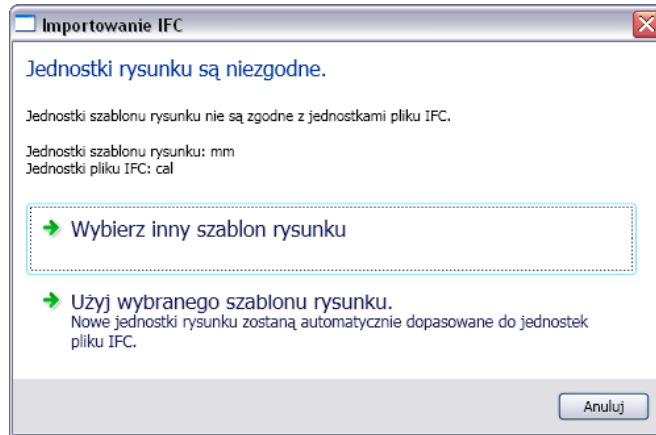 Importowanie IFC
Jednostki rysunku są niezgodne.
Jednostki szablonu rysunku nie są zgodne z jednostkami pliku IFC.
Jednostki szablonu rysunku: mm
Jednostki pliku IFC: cal
Wybierz inny szablon rysunku
Użyj wybranego szablonu rysunku.
Nowe jednostki rysunku zostaną automatycznie dopasowane do jednostek
pliku IFC.
Anuluj